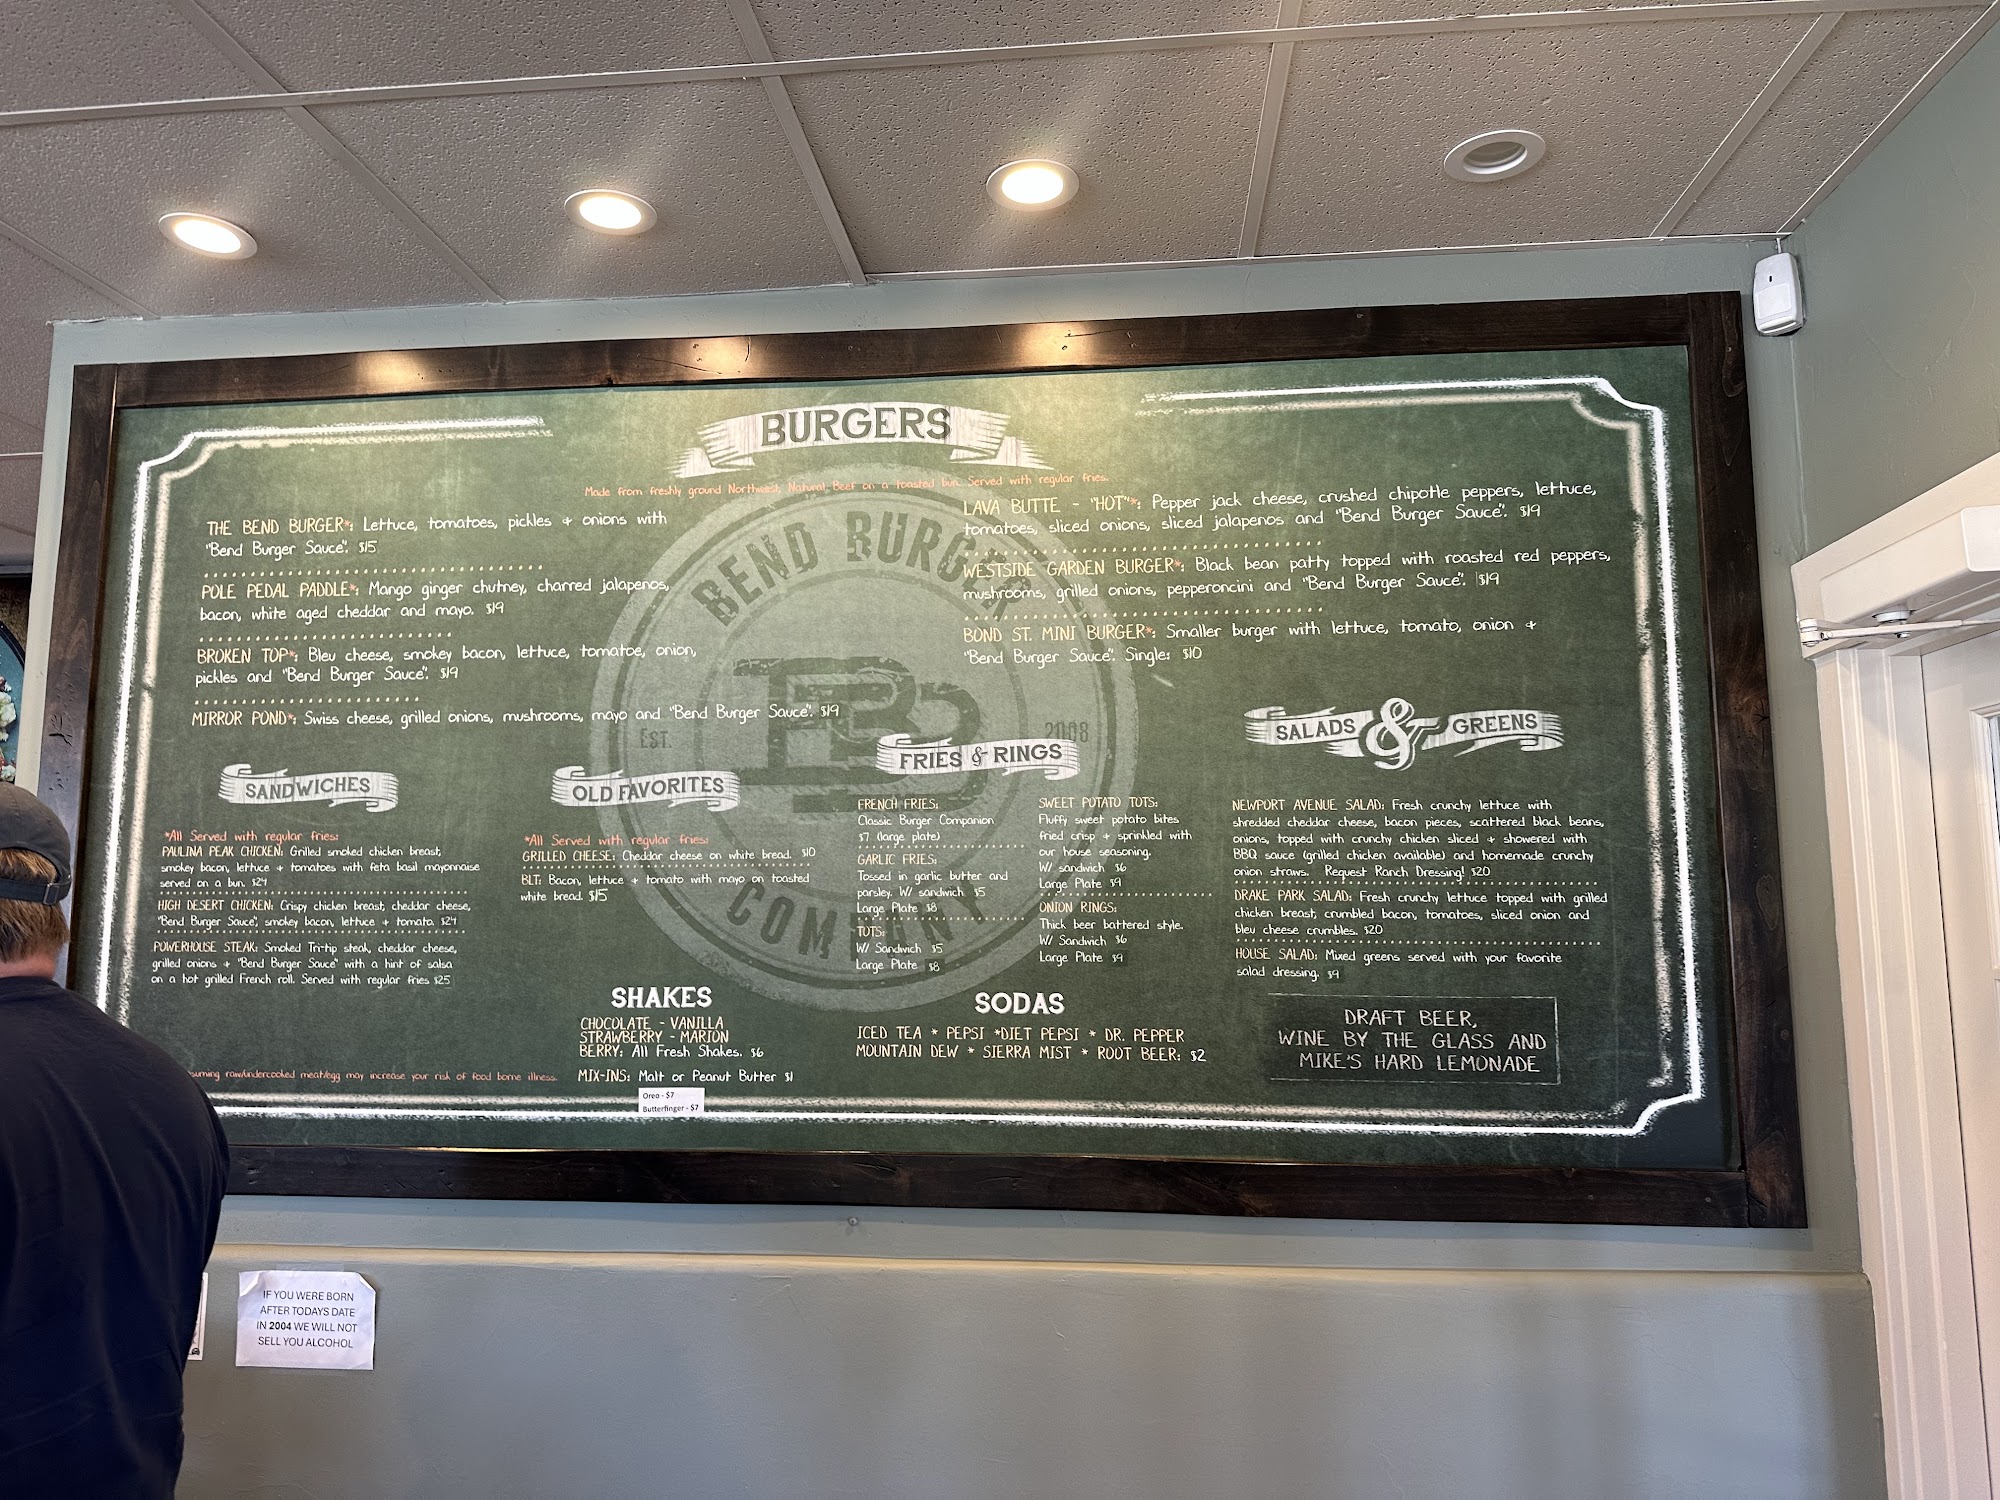 BURGERS
Made from freshly ground Northwest, Natural, Beef on a toasted bun. Served with regular fries.
THE BEND BURGER*: Lettuce, tomatoes, pickles + onions with
"Bend Burger Sauce". $15
POLE PEDAL PADDLE*: Mango ginger chutney, charred jalapenos,
bacon, white aged cheddar and mayo. $19
BROKEN TOP*: Bleu cheese, smokey bacon, lettuce, tomatoe, onion,
pickles and "Bend Burger Sauce". $19
MIRROR POND*: Swiss cheese, grilled onions, mushrooms, mayo and "Bend Burger Sauce". $19
LAVA BUTTE - "HOT"*: Pepper jack cheese, crushed chipotle peppers, lettuce,
tomatoes, sliced onions, sliced jalapenos and "Bend Burger Sauce". $19
WESTSIDE GARDEN BURGER*: Black bean patty topped with roasted red peppers,
mushrooms, grilled onions, pepperoncini and "Bend Burger Sauce". $19
BOND ST. MINI BURGER*: Smaller burger with lettuce, tomato, onion +
"Bend Burger Sauce". Single: $10
BEND BURGER
EST. 2008
COMPANY
SANDWICHES
*All Served with regular fries:
PAULINA PEAK CHICKEN: Grilled smoked chicken breast,
smokey bacon, lettuce + tomatoes with feta basil mayonnaise
served on a bun. $24
HIGH DESERT CHICKEN: Crispy chicken breast, cheddar cheese,
"Bend Burger Sauce", smokey bacon, lettuce + tomato. $24
POWERHOUSE STEAK: Smoked Tri-tip steak, cheddar cheese,
grilled onions + "Bend Burger Sauce" with a hint of salsa
on a hot grilled French roll. Served with regular fries $25
OLD FAVORITES
*All Served with regular fries:
GRILLED CHEESE: Cheddar cheese on white bread. $10
BLT: Bacon, lettuce + tomato with mayo on toasted
white bread. $15
FRIES & RINGS
FRENCH FRIES:
Classic Burger Companion
$7 (large plate)
GARLIC FRIES:
Tossed in garlic butter and
parsley. W/ sandwich $5
Large Plate $8
TOTS:
W/ Sandwich $5
Large Plate $8
SWEET POTATO TOTS:
Fluffy sweet potato bites
fried crisp + sprinkled with
our house seasoning.
W/ sandwich $6
Large Plate $9
ONION RINGS:
Thick beer battered style.
W/ Sandwich $6
Large Plate $9
SALADS & GREENS
NEWPORT AVENUE SALAD: Fresh crunchy lettuce with
shredded cheddar cheese, bacon pieces, scattered black beans,
onions, topped with crunchy chicken sliced + showered with
BBQ sauce (grilled chicken available) and homemade crunchy
onion straws. Request Ranch Dressing! $20
DRAKE PARK SALAD: Fresh crunchy lettuce topped with grilled
chicken breast, crumbled bacon, tomatoes, sliced onion and
bleu cheese crumbles. $20
HOUSE SALAD: Mixed greens served with your favorite
salad dressing. $9
SHAKES
CHOCOLATE - VANILLA
STRAWBERRY - MARION
BERRY: All Fresh Shakes. $6
MIX-INS: Malt or Peanut Butter $1
Oreo - $7
Butterfinger - $7
SODAS
ICED TEA * PEPSI *DIET PEPSI * DR. PEPPER
MOUNTAIN DEW * SIERRA MIST * ROOT BEER: $2
DRAFT BEER,
WINE BY THE GLASS AND
MIKE'S HARD LEMONADE
raw/undercooked meat/egg may increase your risk of food borne illness.
IF YOU WERE BORN
AFTER TODAYS DATE
IN 2004 WE WILL NOT
SELL YOU ALCOHOL